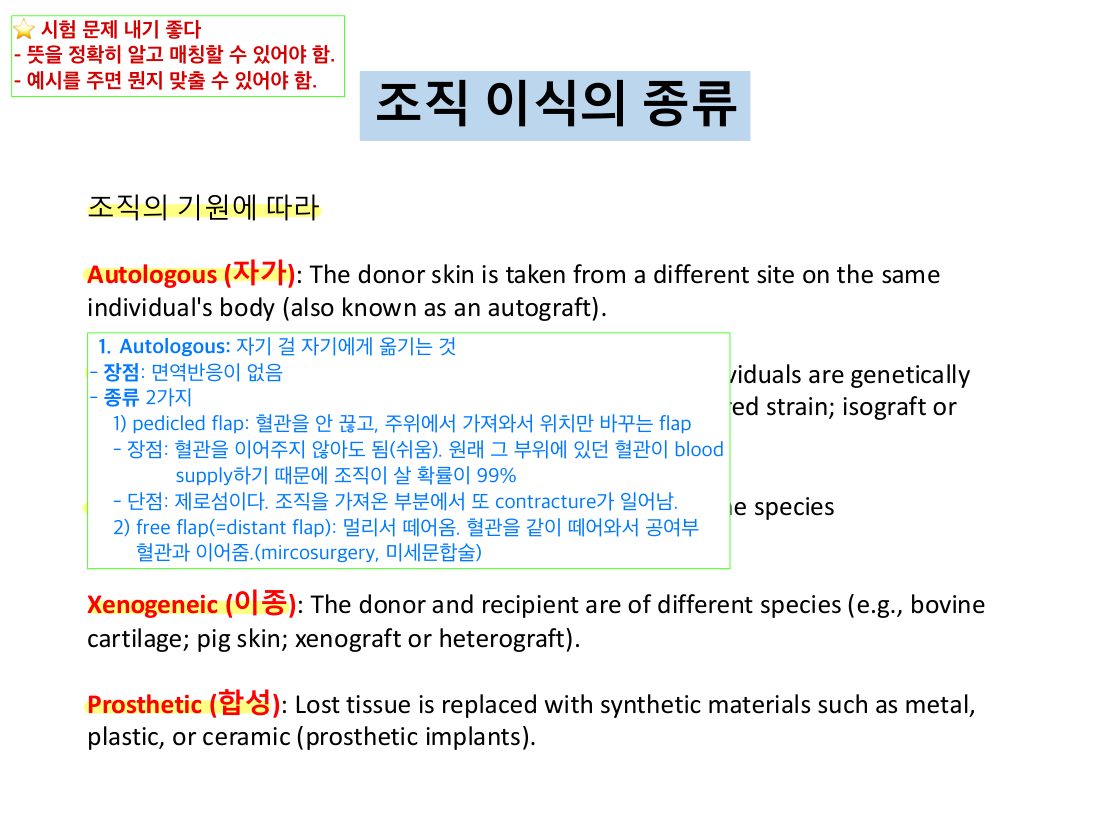 ⭐ 시험 문제 내기 좋다
- 뜻을 정확히 알고 매칭할 수 있어야 함.
- 예시를 주면 뭔지 맞출 수 있어야 함.
조직 이식의 종류
조직의 기원에 따라
Autologous (자가): The donor skin is taken from a different site on the same
individual's body (also known as an autograft).
1. Autologous: 자기 걸 자기에게 옮기는 것
- 장점: 면역반응이 없음
- 종류 2가지
1) pedicled flap: 혈관을 안 끊고, 주위에서 가져와서 위치만 바꾸는 flap
- 장점: 혈관을 이어주지 않아도 됨(쉬움). 원래 그 부위에 있던 혈관이 blood
supply하기 때문에 조직이 살 확률이 99%
- 단점: 제로섬이다. 조직을 가져온 부분에서 또 contracture가 일어남.
2) free flap(=distant flap): 멀리서 떼어옴. 혈관을 같이 떼어와서 공여부
혈관과 이어줌.(mircosurgery, 미세문합술)
are genetically
strain; isograft or
species
Xenogeneic (이종): The donor and recipient are of different species (e.g., bovine
cartilage; pig skin; xenograft or heterograft).
Prosthetic (합성): Lost tissue is replaced with synthetic materials such as metal,
plastic, or ceramic (prosthetic implants).